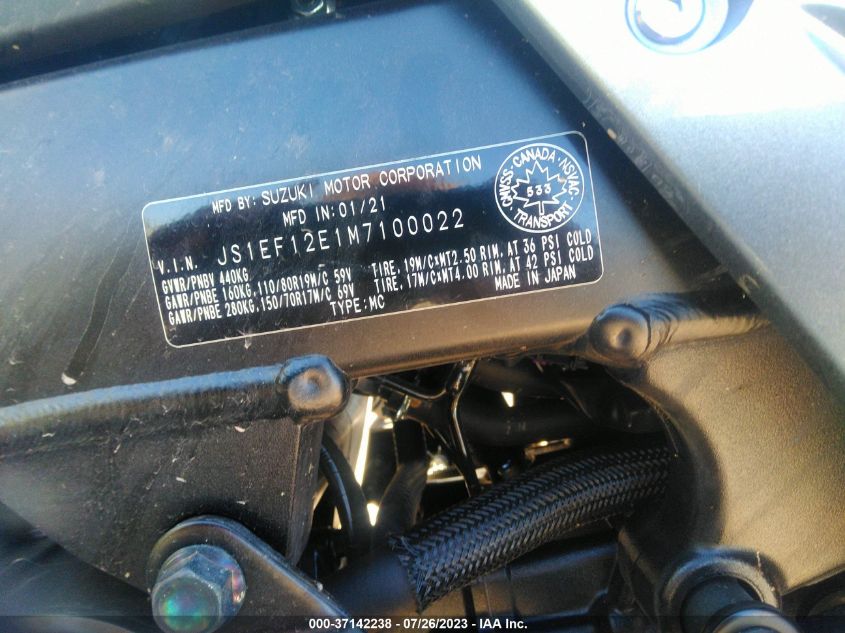 MFD BY: SUZUKI MOTOR CORPORATION
MFD IN: 01/21
V.I.N. JS1EF12E1M7100022
GVWR/PNBV 440KG
GAWR/PNBE 160KG, 110/80R19M/C 59V TIRE, 19M/CxMT2.50 RIM, AT 36 PSI COLD
GAWR/PNBE 280KG, 150/70R17M/C 69V TIRE, 17M/CxMT4.00 RIM, AT 42 PSI COLD
TYPE: MC MADE IN JAPAN
CMVSS · CANADA · NSVAC
533
TRANSPORT
000-37142238 - 07/26/2023 - © IAA Inc.